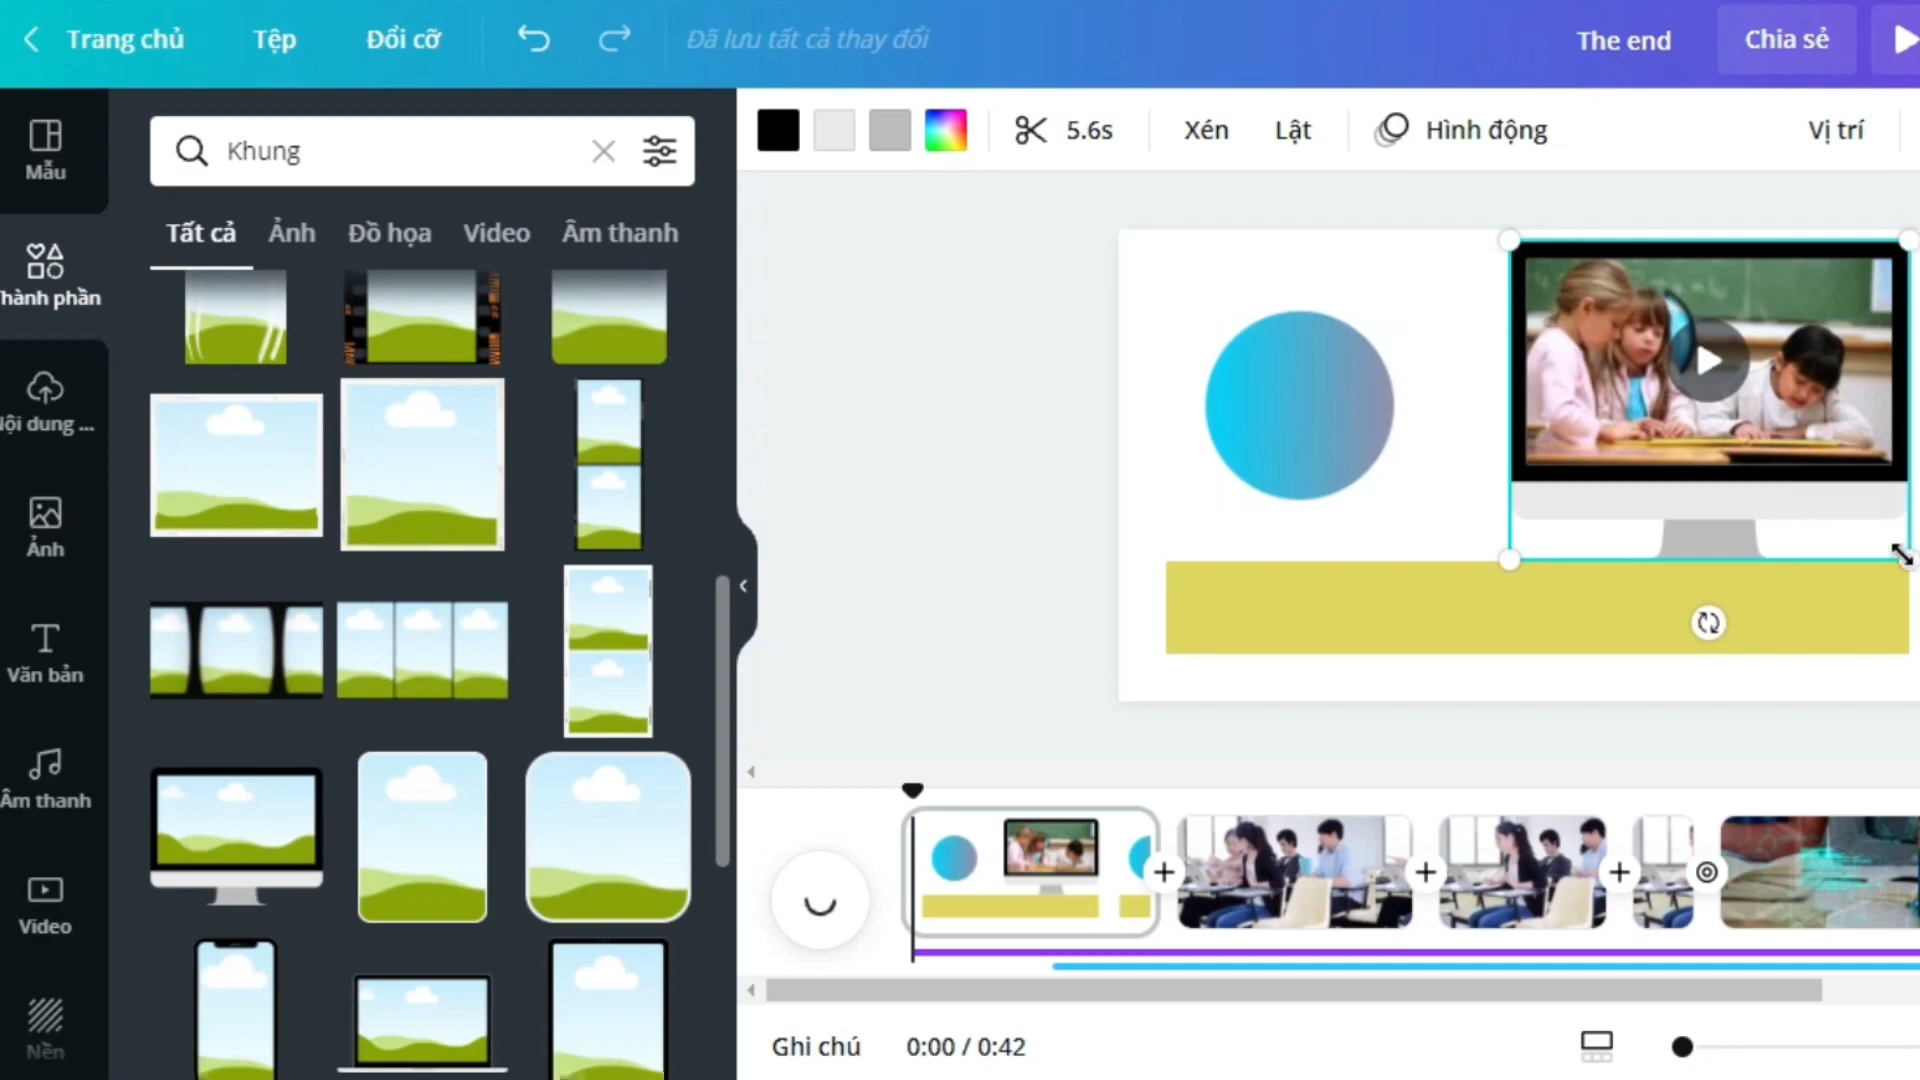 Trang chủ
Tệp
Đổi cỡ
Đã lưu tất cả thay đổi
The end
Chia sẻ
Mẫu
Thành phần
Nội dung ...
Ảnh
Văn bản
Âm thanh
Video
Nền
Khung
Tất cả
Ảnh
Đồ họa
Video
Âm thanh
5.6s
Xén
Lật
Hình động
Vị trí
Ghi chú
0:00 / 0:42